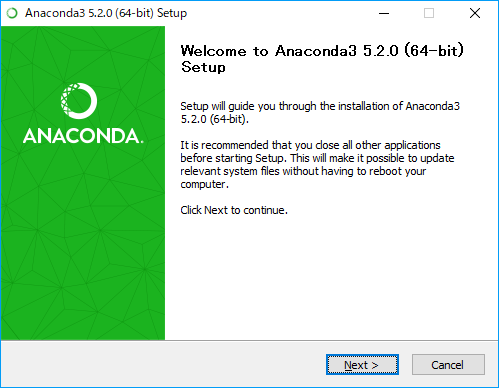 Anaconda3 5.2.0 (64-bit) Setup
ANACONDA.
Welcome to Anaconda3 5.2.0 (64-bit)
Setup
Setup will guide you through the installation of Anaconda3
5.2.0 (64-bit).
It is recommended that you close all other applications
before starting Setup. This will make it possible to update
relevant system files without having to reboot your
computer.
Click Next to continue.
Next >
Cancel